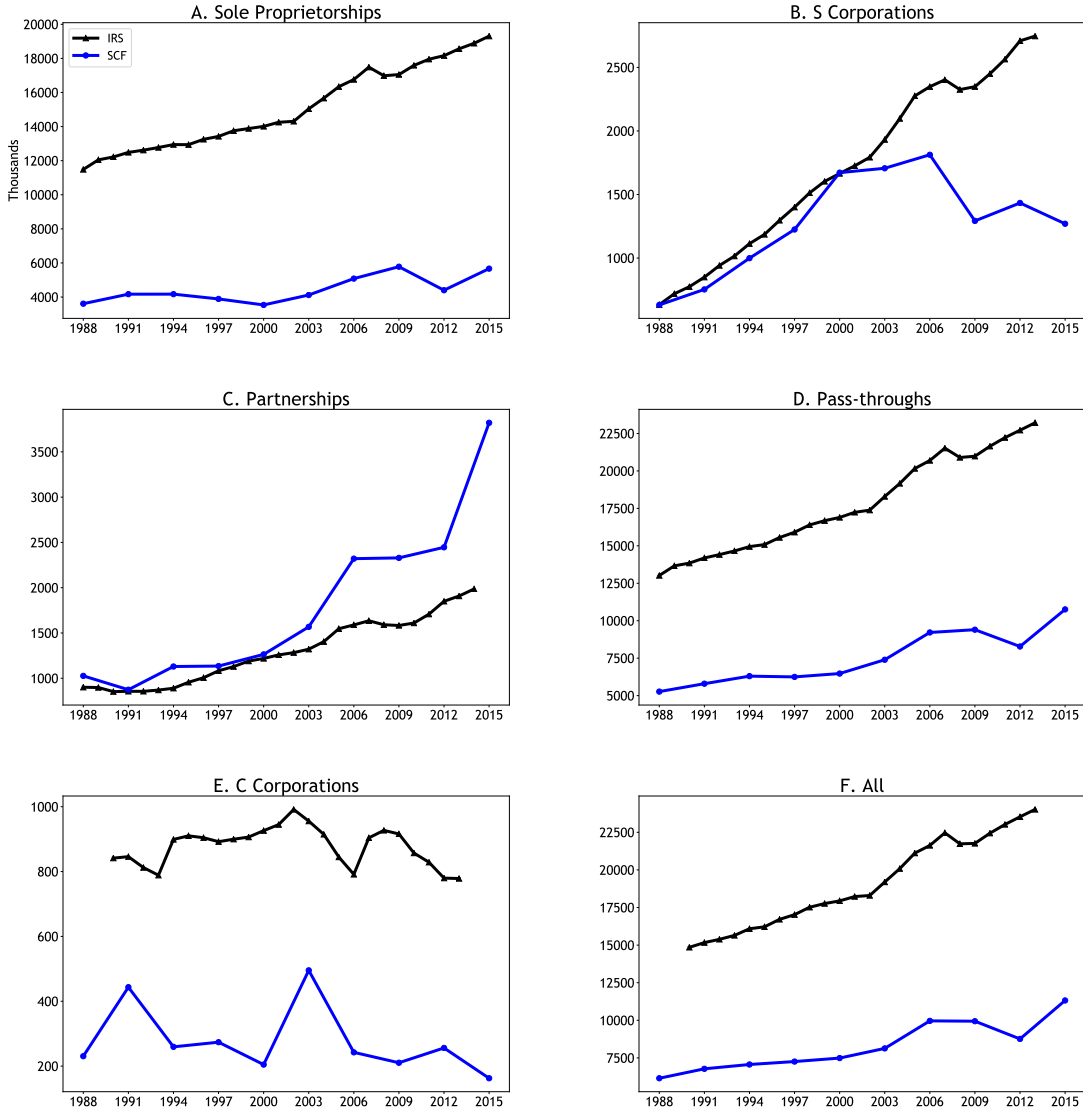 A. Sole Proprietorships
IRS
SCF
Thousands
20000
18000
16000
14000
12000
10000
8000
6000
4000
1988 1991 1994 1997 2000 2003 2006 2009 2012 2015
B. S Corporations
2500
2000
1500
1000
1988 1991 1994 1997 2000 2003 2006 2009 2012 2015
C. Partnerships
3500
3000
2500
2000
1500
1000
1988 1991 1994 1997 2000 2003 2006 2009 2012 2015
D. Pass-throughs
22500
20000
17500
15000
12500
10000
7500
5000
1988 1991 1994 1997 2000 2003 2006 2009 2012 2015
E. C Corporations
1000
800
600
400
200
1988 1991 1994 1997 2000 2003 2006 2009 2012 2015
F. All
22500
20000
17500
15000
12500
10000
7500
1988 1991 1994 1997 2000 2003 2006 2009 2012 2015